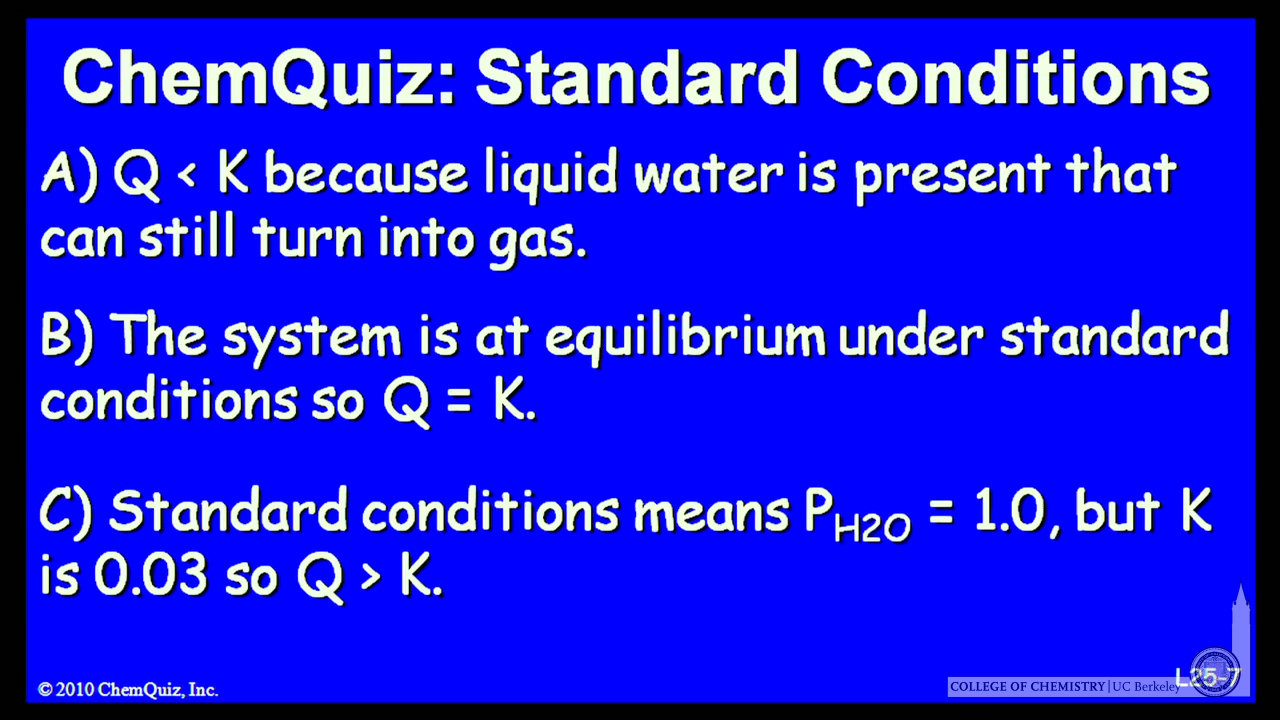 ChemQuiz: Standard Conditions
A) Q < K because liquid water is present that
can still turn into gas.
B) The system is at equilibrium under standard
conditions so Q = K.
C) Standard conditions means P_H2O = 1.0, but K
is 0.03 so Q > K.
© 2010 ChemQuiz, Inc.
COLLEGE OF CHEMISTRY | UC Berkeley
L25-7